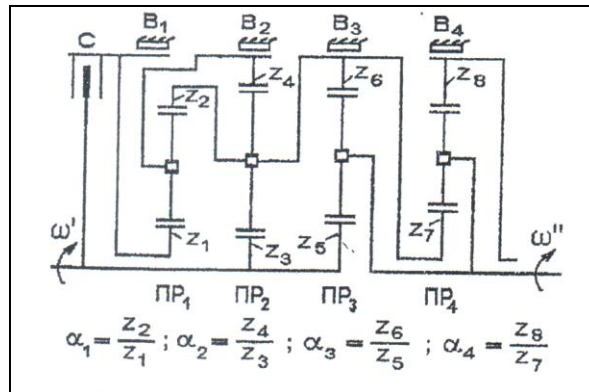 C B₁ B₂ B₃ B₄
z₂ z₄ z₆ z₈
z₁ z₃ z₅ z₇
ω' ω"
ПР₁ ПР₂ ПР₃ ПР₄
α₁ = z₂/z₁ ; α₂ = z₄/z₃ ; α₃ = z₆/z₅ ; α₄ = z₈/z₇